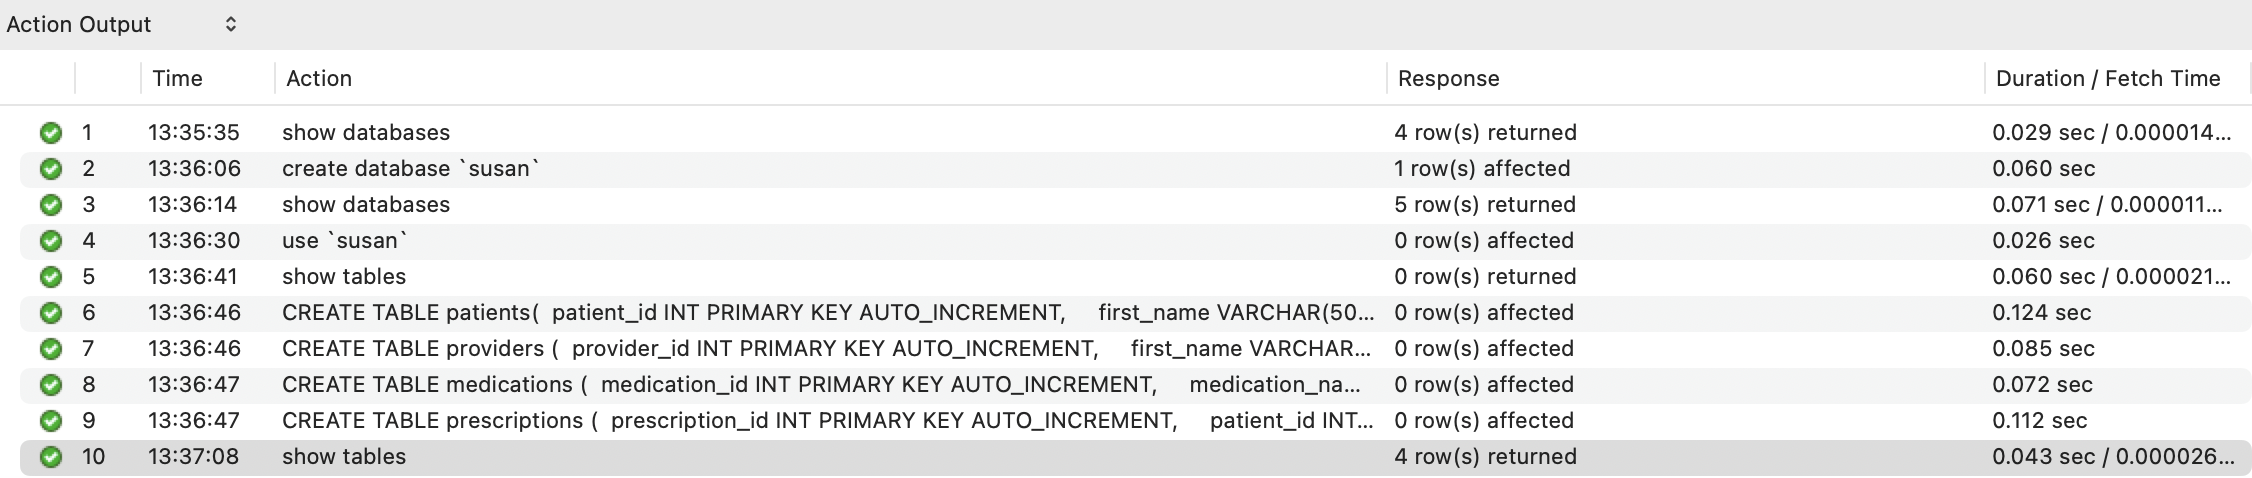 Action Output
Time Action Response Duration / Fetch Time
1 13:35:35 show databases 4 row(s) returned 0.029 sec / 0.000014...
2 13:36:06 create database `susan` 1 row(s) affected 0.060 sec
3 13:36:14 show databases 5 row(s) returned 0.071 sec / 0.000011...
4 13:36:30 use `susan` 0 row(s) affected 0.026 sec
5 13:36:41 show tables 0 row(s) returned 0.060 sec / 0.000021...
6 13:36:46 CREATE TABLE patients( patient_id INT PRIMARY KEY AUTO_INCREMENT, first_name VARCHAR(50... 0 row(s) affected 0.124 sec
7 13:36:46 CREATE TABLE providers ( provider_id INT PRIMARY KEY AUTO_INCREMENT, first_name VARCHAR... 0 row(s) affected 0.085 sec
8 13:36:47 CREATE TABLE medications ( medication_id INT PRIMARY KEY AUTO_INCREMENT, medication_na... 0 row(s) affected 0.072 sec
9 13:36:47 CREATE TABLE prescriptions ( prescription_id INT PRIMARY KEY AUTO_INCREMENT, patient_id INT... 0 row(s) affected 0.112 sec
10 13:37:08 show tables 4 row(s) returned 0.043 sec / 0.000026...